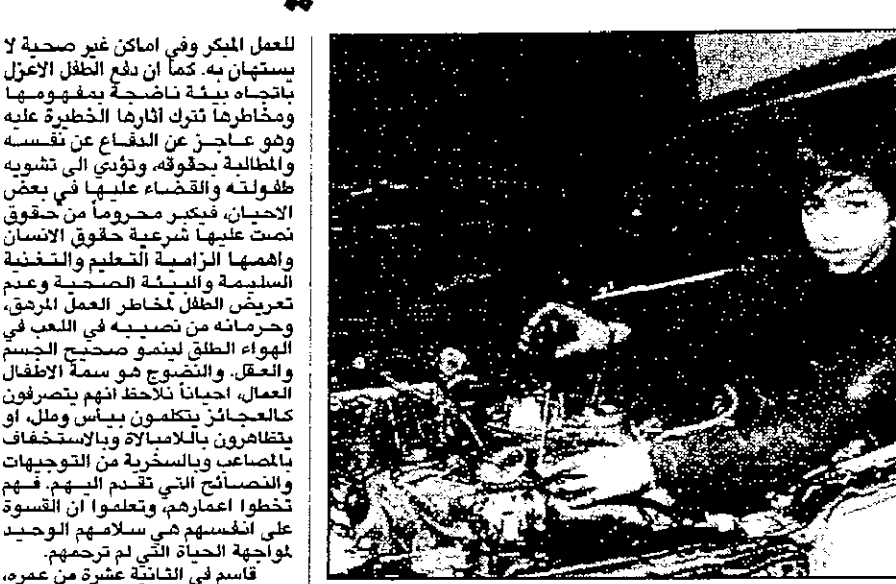 للعمل المبكر وفي اماكن غير صحية لا
يستهان به. كما ان دفع الطفل الاعزل
باتجاه بيئة ناضجة بمفهومها
ومخاطرها تترك اثارها الخطيرة عليه
وهو عاجز عن الدفاع عن نفسه
والمطالبة بحقوقه، وتؤدي الى تشويه
طفولته والقضاء عليها في بعض
الاحيان، فيكبر محروماً من حقوق
نصت عليها شرعية حقوق الانسان
واهمها الزامية التعليم والتغذية
السليمة والبيئة الصحية وعدم
تعريض الطفل لمخاطر العمل المرهق،
وحرمانه من نصيبه في اللعب في
الهواء الطلق لينمو صحيح الجسم
والعقل. والنضوج هو سمة الاطفال
العمال، احياناً نلاحظ انهم يتصرفون
كالعجائز يتكلمون بيأس وملل، او
يتظاهرون باللامبالاة وبالاستخفاف
بالمصاعب وبالسخرية من التوجيهات
والنصائح التي تقدم اليهم. فهم
تخطوا اعمارهم، وتعلموا ان القسوة
على انفسهم هي سلامهم الوحيد
لمواجهة الحياة التي لم ترحمهم.
قاسم في الثانية عشرة من عمره،